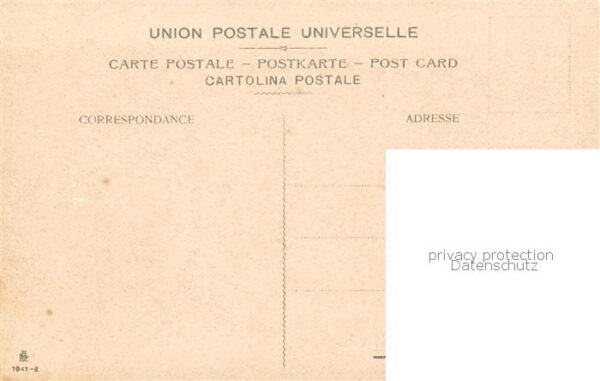 UNION POSTALE UNIVERSELLE
CARTE POSTALE – POSTKARTE – POST CARD
CARTOLINA POSTALE
CORRESPONDANCE
ADRESSE
privacy protection
Datenschutz
1941-2